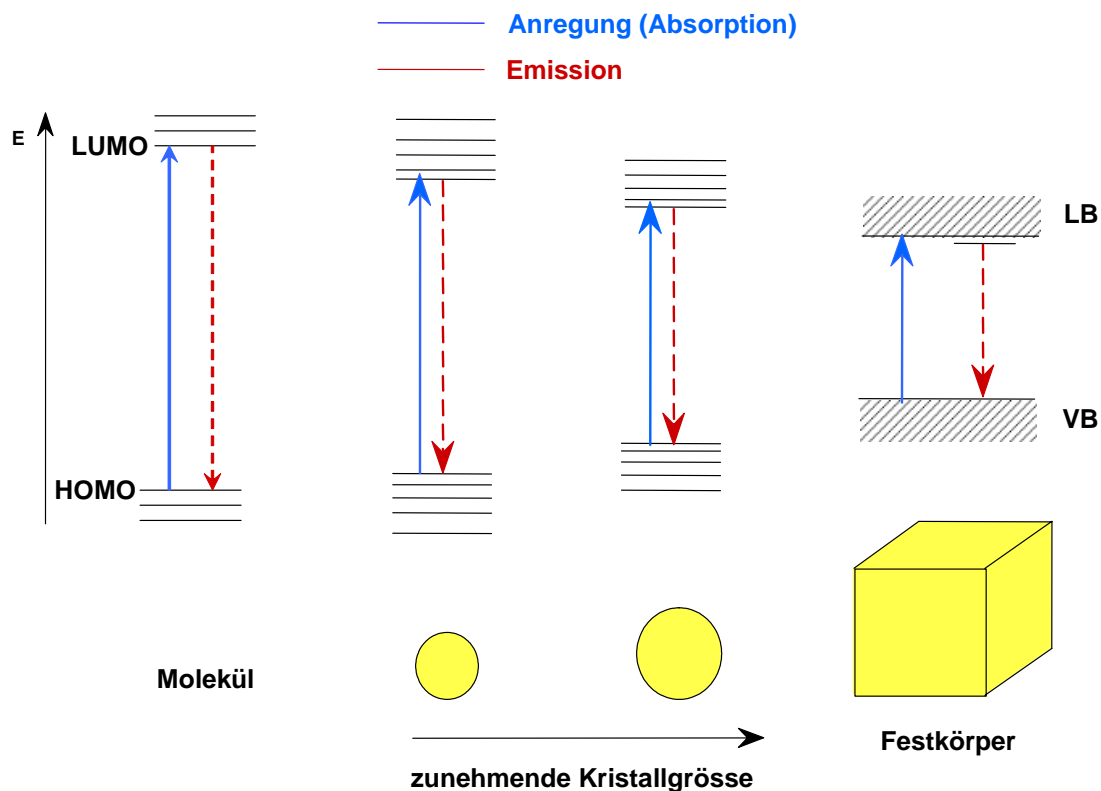 Anregung (Absorption)
Emission
E
LUMO
LB
VB
HOMO
Molekül
Festkörper
zunehmende Kristallgrösse